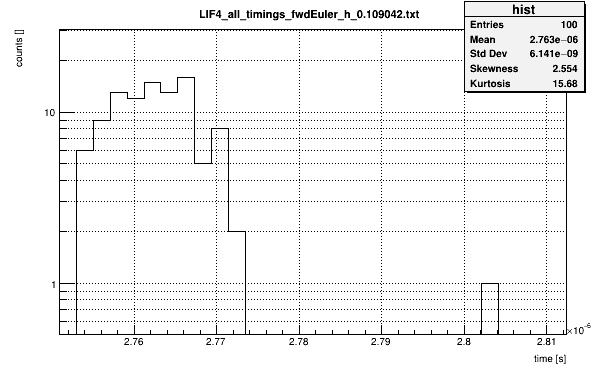 LIF4_all_timings_fwdEuler_h_0.109042.txt
hist
Entries 100
Mean 2.763e−06
Std Dev 6.141e−09
Skewness 2.554
Kurtosis 15.68
counts []
10
1
2.76 2.77 2.78 2.79 2.8 2.81
×10⁻⁶
time [s]